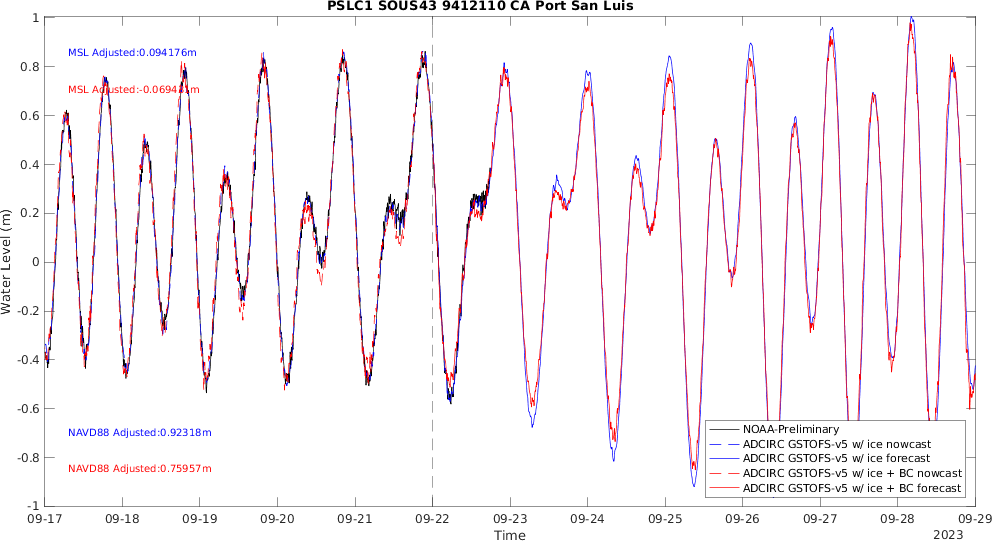 PSLC1 SOUS43 9412110 CA Port San Luis
1
0.8
0.6
0.4
0.2
0
-0.2
-0.4
-0.6
-0.8
-1
Water Level (m)
MSL Adjusted:0.094176m
NAVD88 Adjusted:0.92318m
NAVD88 Adjusted:0.75957m
NOAA-Preliminary
ADCIRC GSTOFS-v5 w/ ice nowcast
ADCIRC GSTOFS-v5 w/ ice forecast
ADCIRC GSTOFS-v5 w/ ice + BC nowcast
ADCIRC GSTOFS-v5 w/ ice + BC forecast
09-17 09-18 09-19 09-20 09-21 09-22 09-23 09-24 09-25 09-26 09-27 09-28 09-29
Time
2023
MSL Adjusted: